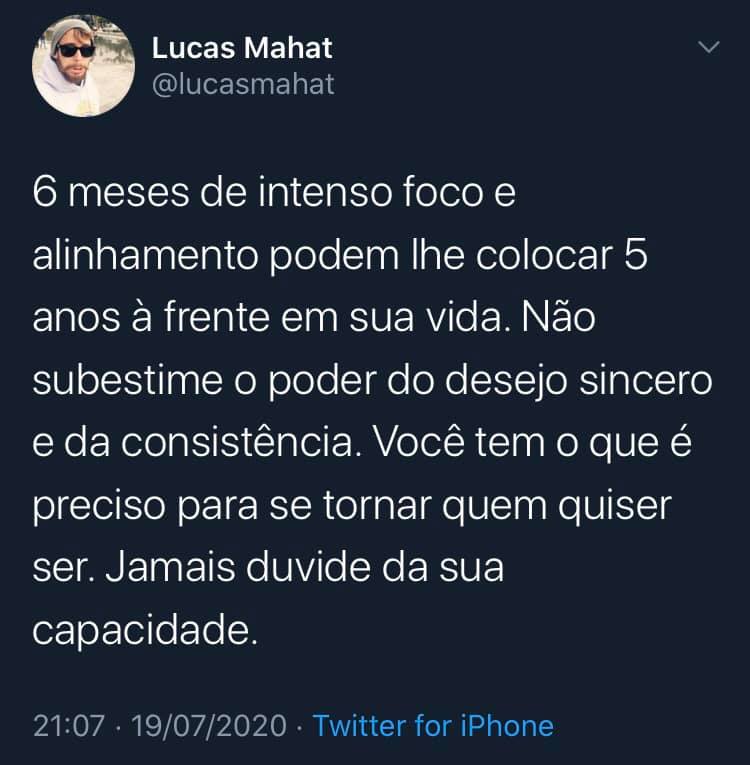 Lucas Mahat
@lucasmahat
6 meses de intenso foco e
alinhamento podem lhe colocar 5
anos à frente em sua vida. Não
subestime o poder do desejo sincero
e da consistência. Você tem o que é
preciso para se tornar quem quiser
ser. Jamais duvide da sua
capacidade.
21:07 · 19/07/2020 · Twitter for iPhone